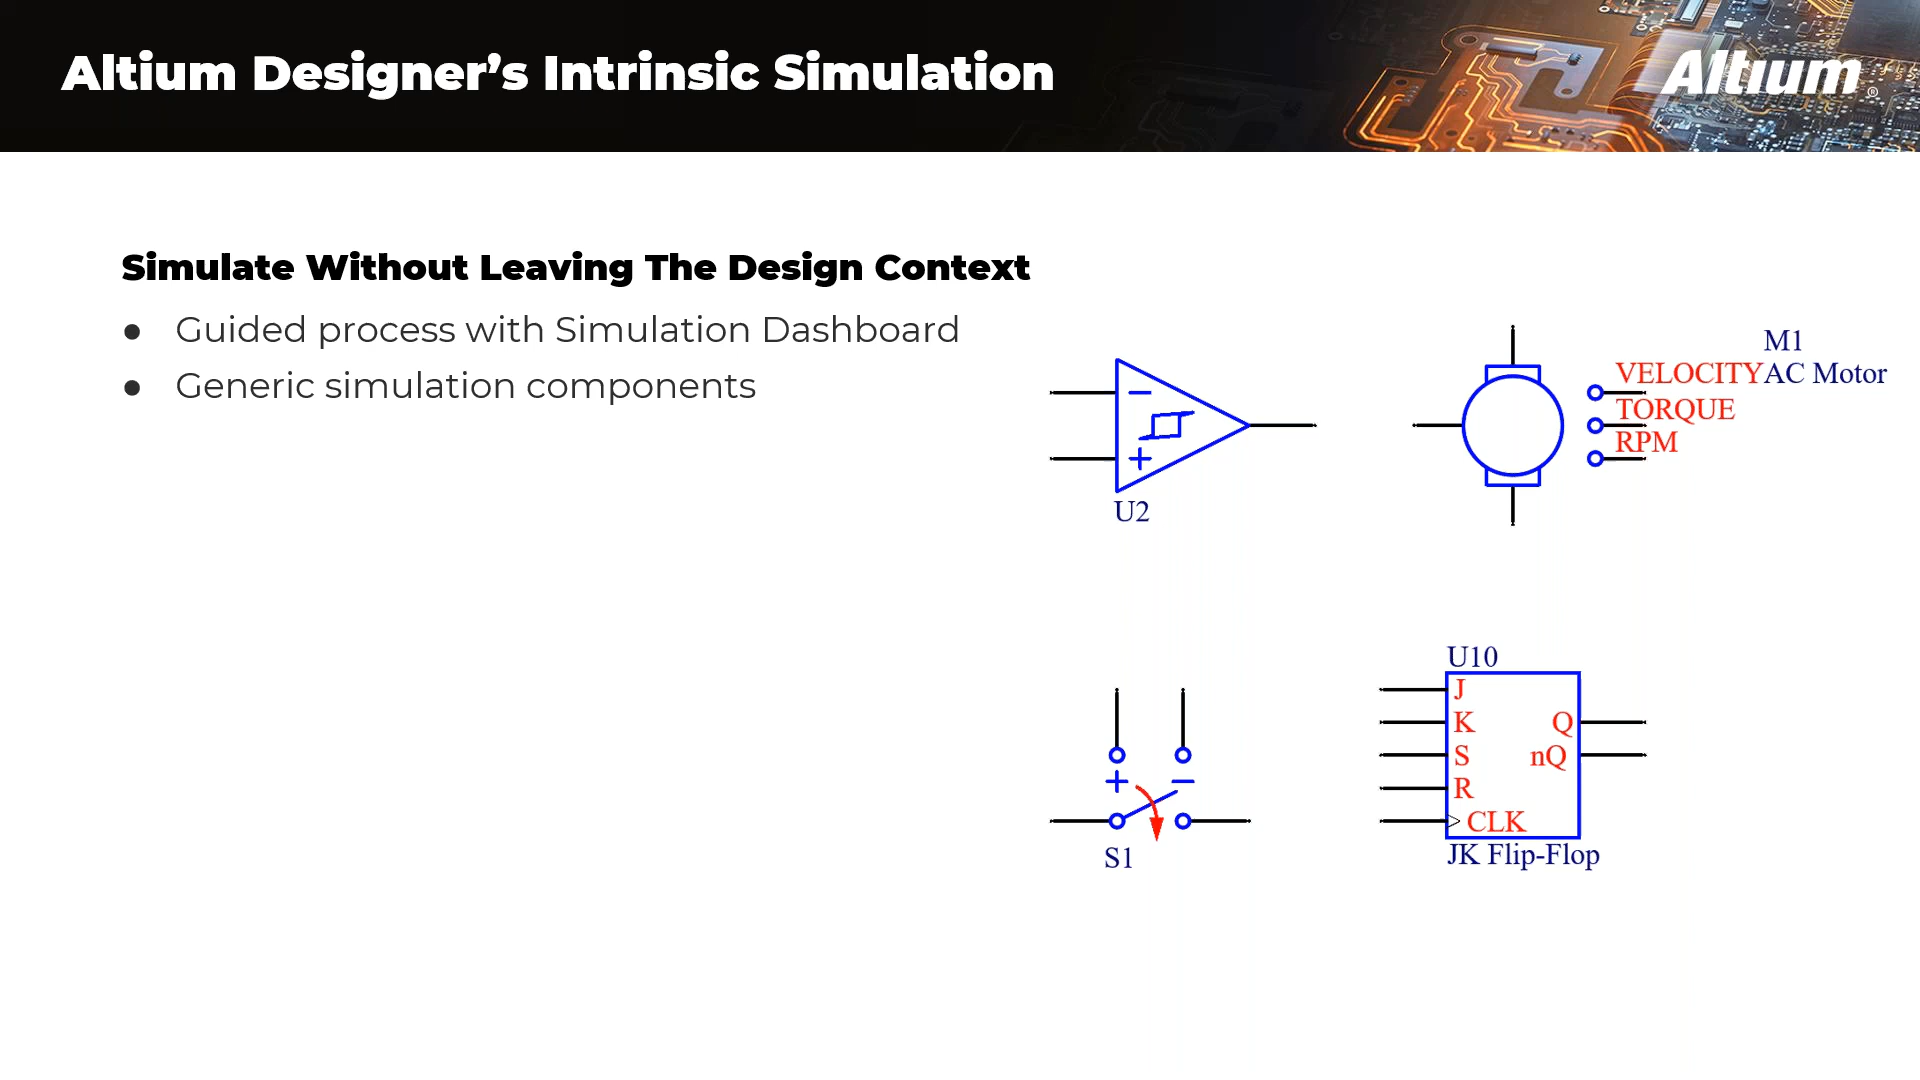 Altium Designer’s Intrinsic Simulation
Altium®
Simulate Without Leaving The Design Context
● Guided process with Simulation Dashboard
● Generic simulation components
−
+
U2
M1
VELOCITY AC Motor
TORQUE
RPM
+ −
S1
U10
J
K Q
S nQ
R
CLK
JK Flip-Flop